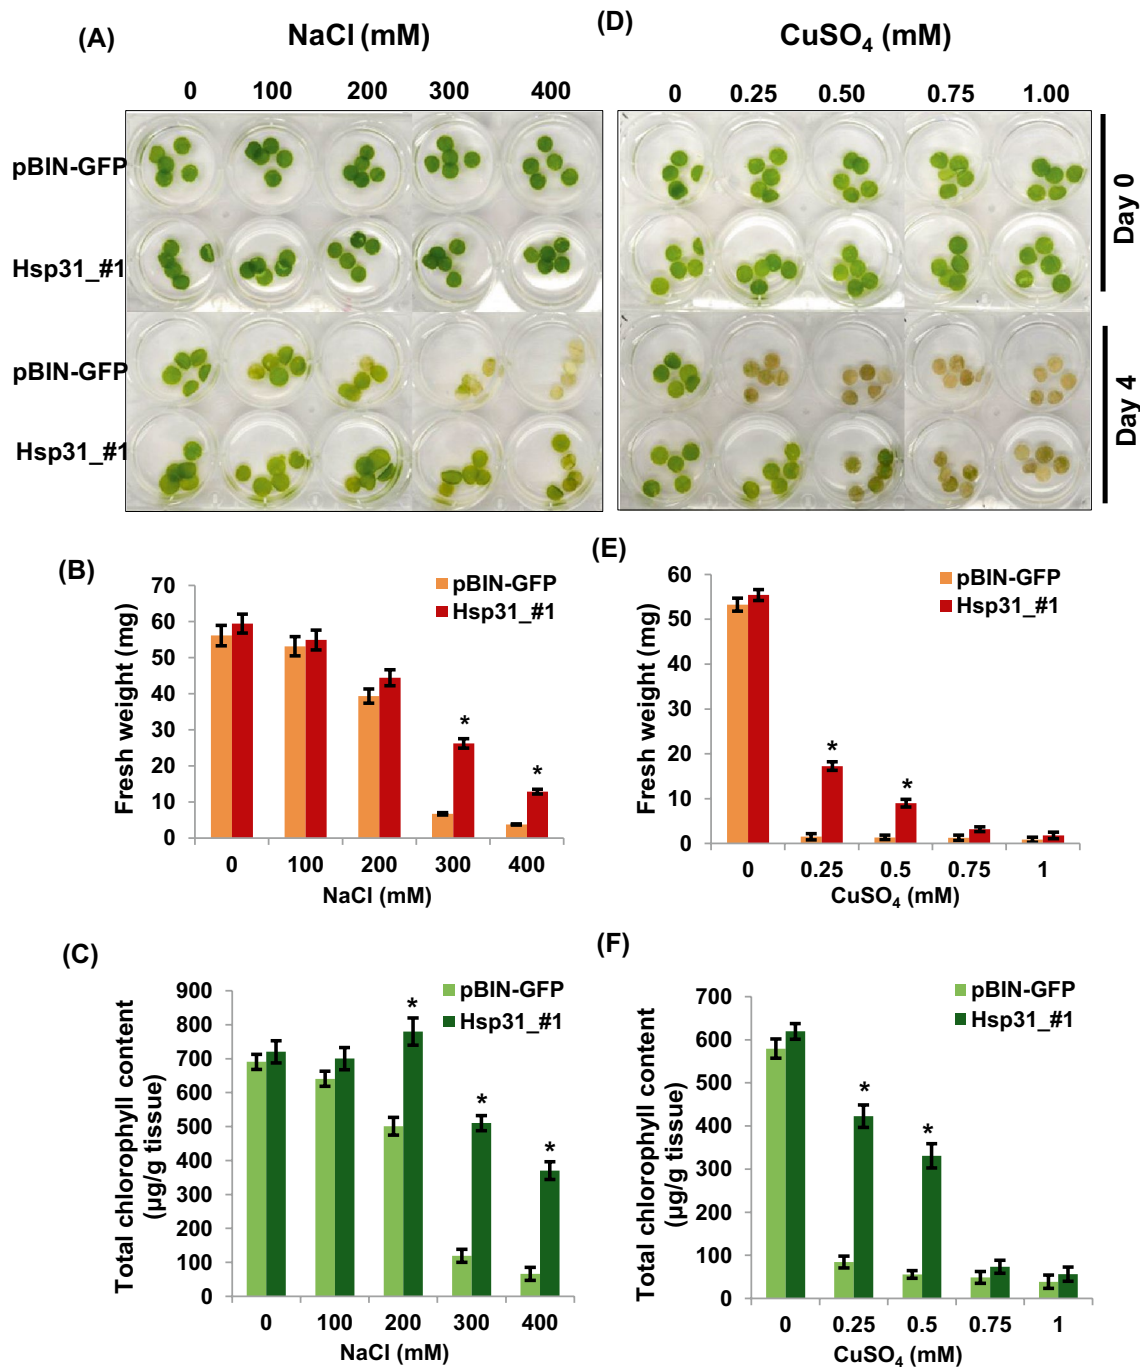 (A)
NaCl (mM)
0 100 200 300 400
pBIN-GFP
Hsp31_#1
pBIN-GFP
Hsp31_#1
(D)
CuSO4 (mM)
0 0.25 0.50 0.75 1.00
Day 0
Day 4
(B)
pBIN-GFP
Hsp31_#1
Fresh weight (mg)
70
60
50
40
30
20
10
0
*
*
0 100 200 300 400
NaCl (mM)
(E)
pBIN-GFP
Hsp31_#1
Fresh weight (mg)
60
50
40
30
20
10
0
*
*
0 0.25 0.5 0.75 1
CuSO4 (mM)
(C)
pBIN-GFP
Hsp31_#1
Total chlorophyll content
(µg/g tissue)
900
800
700
600
500
400
300
200
100
0
*
*
*
0 100 200 300 400
NaCl (mM)
(F)
pBIN-GFP
Hsp31_#1
Total chlorophyll content
(µg/g tissue)
700
600
500
400
300
200
100
0
*
*
0 0.25 0.5 0.75 1
CuSO4 (mM)